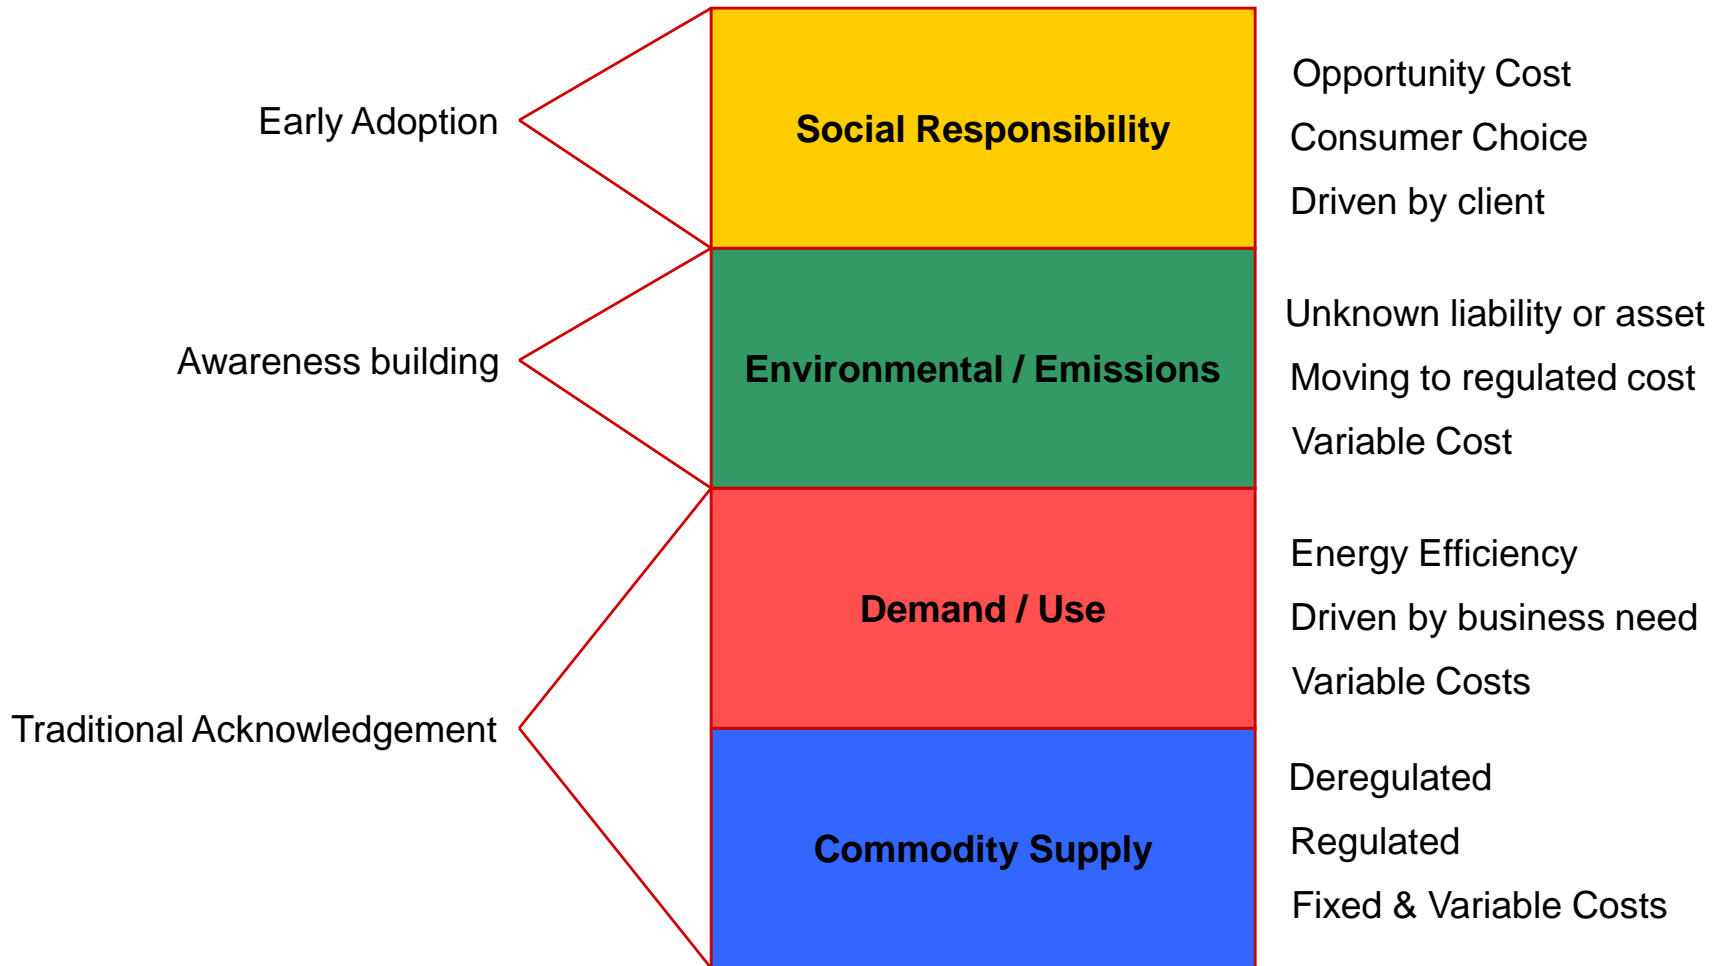 Early Adoption
Social Responsibility
Opportunity Cost
Consumer Choice
Driven by client
Awareness building
Environmental / Emissions
Unknown liability or asset
Moving to regulated cost
Variable Cost
Traditional Acknowledgement
Demand / Use
Energy Efficiency
Driven by business need
Variable Costs
Commodity Supply
Deregulated
Regulated
Fixed & Variable Costs